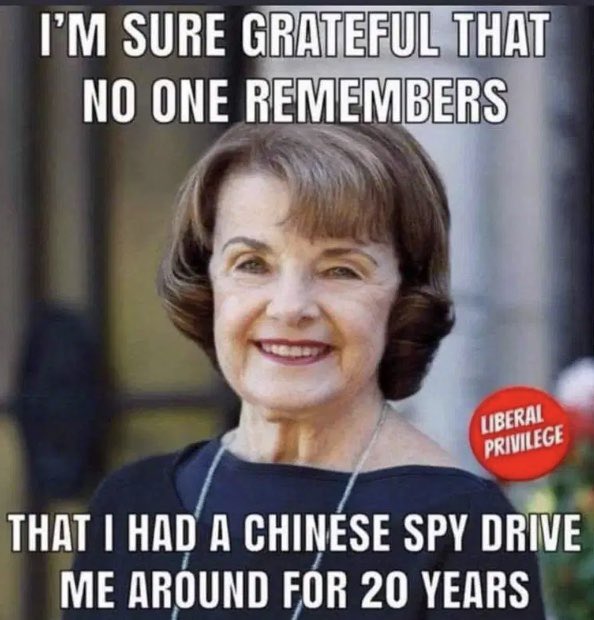 I'M SURE GRATEFUL THAT
NO ONE REMEMBERS
LIBERAL
PRIVILEGE
THAT I HAD A CHINESE SPY DRIVE
ME AROUND FOR 20 YEARS